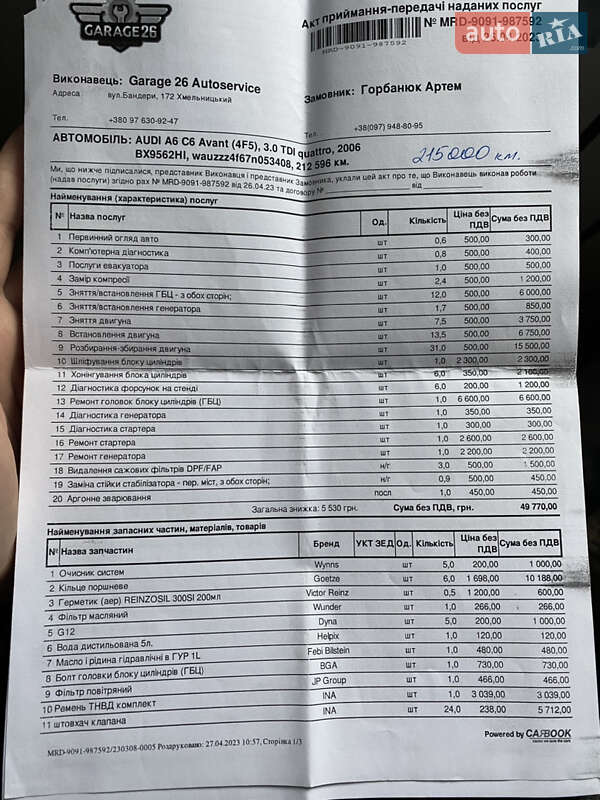 GARAGE26
Акт приймання-передачі наданих послуг
№ MRD-9091-987592
MRD-9091-987592
auto RIA.com
Виконавець: Garage 26 Autoservice
Адреса вул.Бандери, 172 Хмельницький
Замовник: Горбанюк Артем
Тел. +380 97 630-92-47
Тел. +38(097) 948-80-95
АВТОМОБІЛЬ: AUDI A6 C6 Avant (4F5), 3.0 TDI quattro, 2006
BX9562HI, wauzzz4f67n053408, 212 596 км.
215000 км.
Ми, що нижче підписалися, представник Виконавця і представник Замовника, уклали цей акт про те, що Виконавець виконав роботи
(надав послуги) згідно рах № MRD-9091-987592 від 26.04.23 та договору № від
Найменування (характеристика) послуг
№ Назва послуг Од. Кількість Ціна без ПДВ Сума без ПДВ
1 Первинний огляд авто шт 0,6 500,00 300,00
2 Комп'ютерна діагностика шт 0,8 500,00 400,00
3 Послуги евакуатора шт 1,0 500,00 500,00
4 Замір компресії шт 2,4 500,00 1 200,00
5 Зняття/встановлення ГБЦ - з обох сторін; шт 12,0 500,00 6 000,00
6 Зняття/встановлення генератора шт 1,7 500,00 850,00
7 Зняття двигуна шт 7,5 500,00 3 750,00
8 Встановлення двигуна шт 13,5 500,00 6 750,00
9 Розбирання-збирання двигуна шт 31,0 500,00 15 500,00
10 Шліфування блоку циліндрів шт 1,0 2 300,00 2 300,00
11 Хонінгування блока циліндрів шт 6,0 350,00 2 100,00
12 Діагностика форсунок на стенді шт 6,0 200,00 1 200,00
13 Ремонт головок блоку циліндрів (ГБЦ) шт 1,0 6 600,00 6 600,00
14 Діагностика генератора шт 1,0 350,00 350,00
15 Діагностика стартера шт 1,0 300,00 300,00
16 Ремонт стартера шт 1,0 2 600,00 2 600,00
17 Ремонт генератора шт 1,0 2 200,00 2 200,00
18 Видалення сажових фільтрів DPF/FAP н/г 3,0 500,00 1 500,00
19 Заміна стійки стабілізатора - пер. міст, з обох сторін; н/г 0,9 500,00 450,00
20 Аргонне зварювання посл 1,0 450,00 450,00
Загальна знижка: 5 530 грн. Сума без ПДВ, грн. 49 770,00
Найменування запасних частин, матеріалів, товарів
№ Назва запчастин Бренд УКТ ЗЕД Од. Кількість Ціна без ПДВ Сума без ПДВ
1 Очисник систем Wynns шт 5,0 200,00 1 000,00
2 Кільце поршневе Goetze шт 6,0 1 698,00 10 188,00
3 Герметик (аер) REINZOSIL 300SI 200мл Victor Reinz шт 0,5 1 200,00 600,00
4 Фільтр масляний Wunder шт 1,0 266,00 266,00
5 G12 Dyna шт 5,0 200,00 1 000,00
6 Вода дистильована 5л. Helpix шт 1,0 120,00 120,00
7 Масло і рідина гідравлічні в ГУР 1L Febi Bilstein шт 1,0 480,00 480,00
8 Болт головки блоку циліндрів (ГБЦ) BGA шт 1,0 730,00 730,00
9 Фільтр повітряний JP Group шт 1,0 466,00 466,00
10 Ремень ТНВД комплект INA шт 1,0 3 039,00 3 039,00
11 штовхач клапана INA шт 24,0 238,00 5 712,00
MRD-9091-987592/230308-0005 Роздруковано: 27.04.2023 10:57, Сторінка 1/3
Powered by CARBOOK